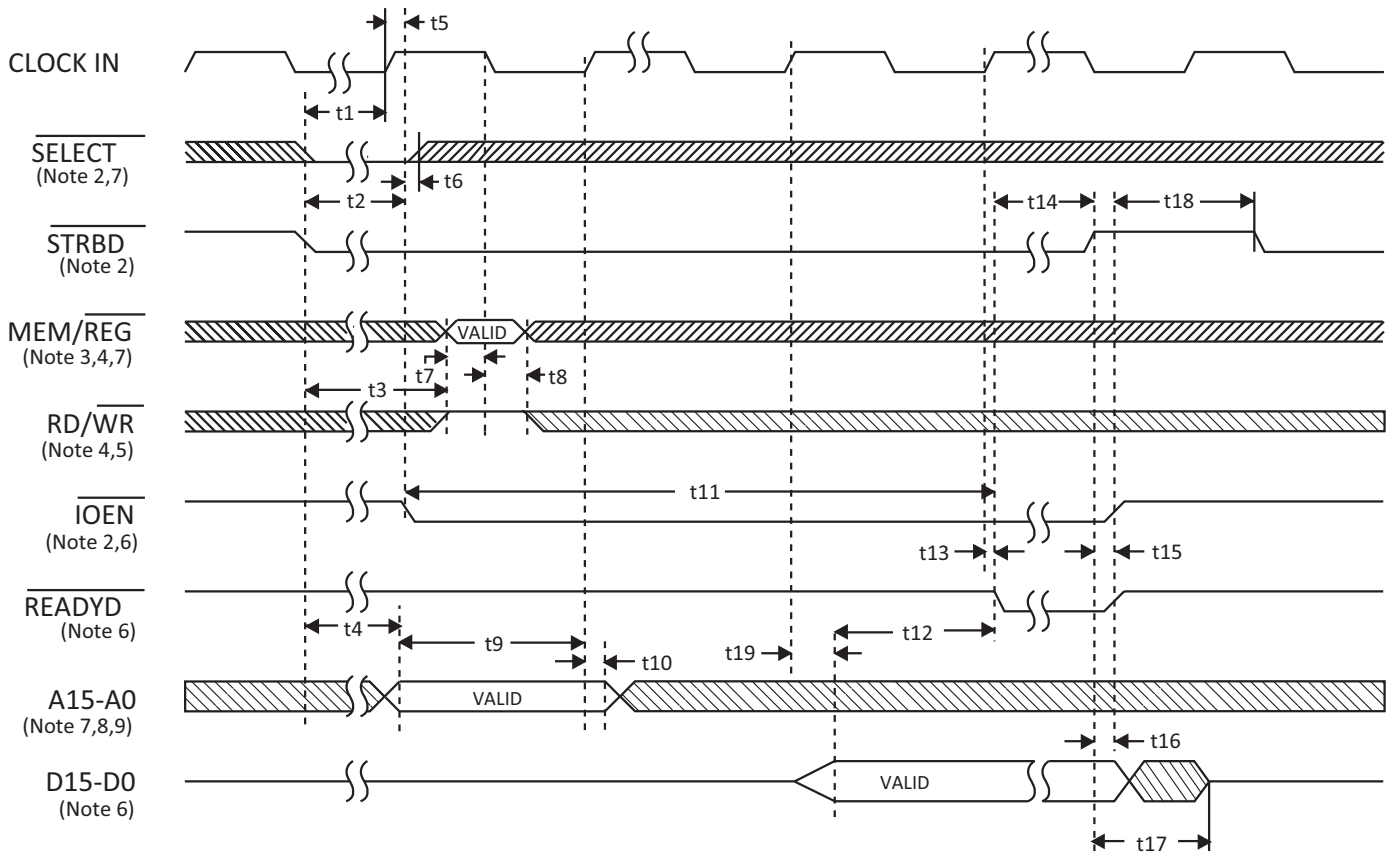 t5
CLOCK IN
t1
SELECT
(Note 2,7)
t6
t2
t14
t18
STRBD
(Note 2)
MEM/REG
(Note 3,4,7)
VALID
t7
t8
t3
RD/WR
(Note 4,5)
t11
IOEN
(Note 2,6)
t13
t15
READYD
(Note 6)
t4
t12
t9
t19
t10
A15-A0
(Note 7,8,9)
VALID
t16
D15-D0
(Note 6)
VALID
t17